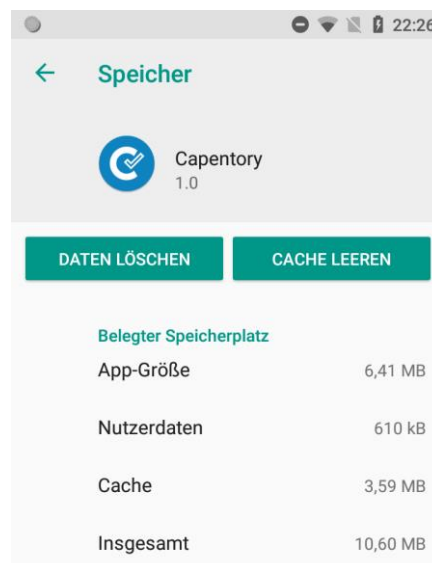 22:26
Speicher
Capentory
1.0
DATEN LÖSCHEN CACHE LEEREN
Belegter Speicherplatz
App-Größe 6,41 MB
Nutzerdaten 610 kB
Cache 3,59 MB
Insgesamt 10,60 MB